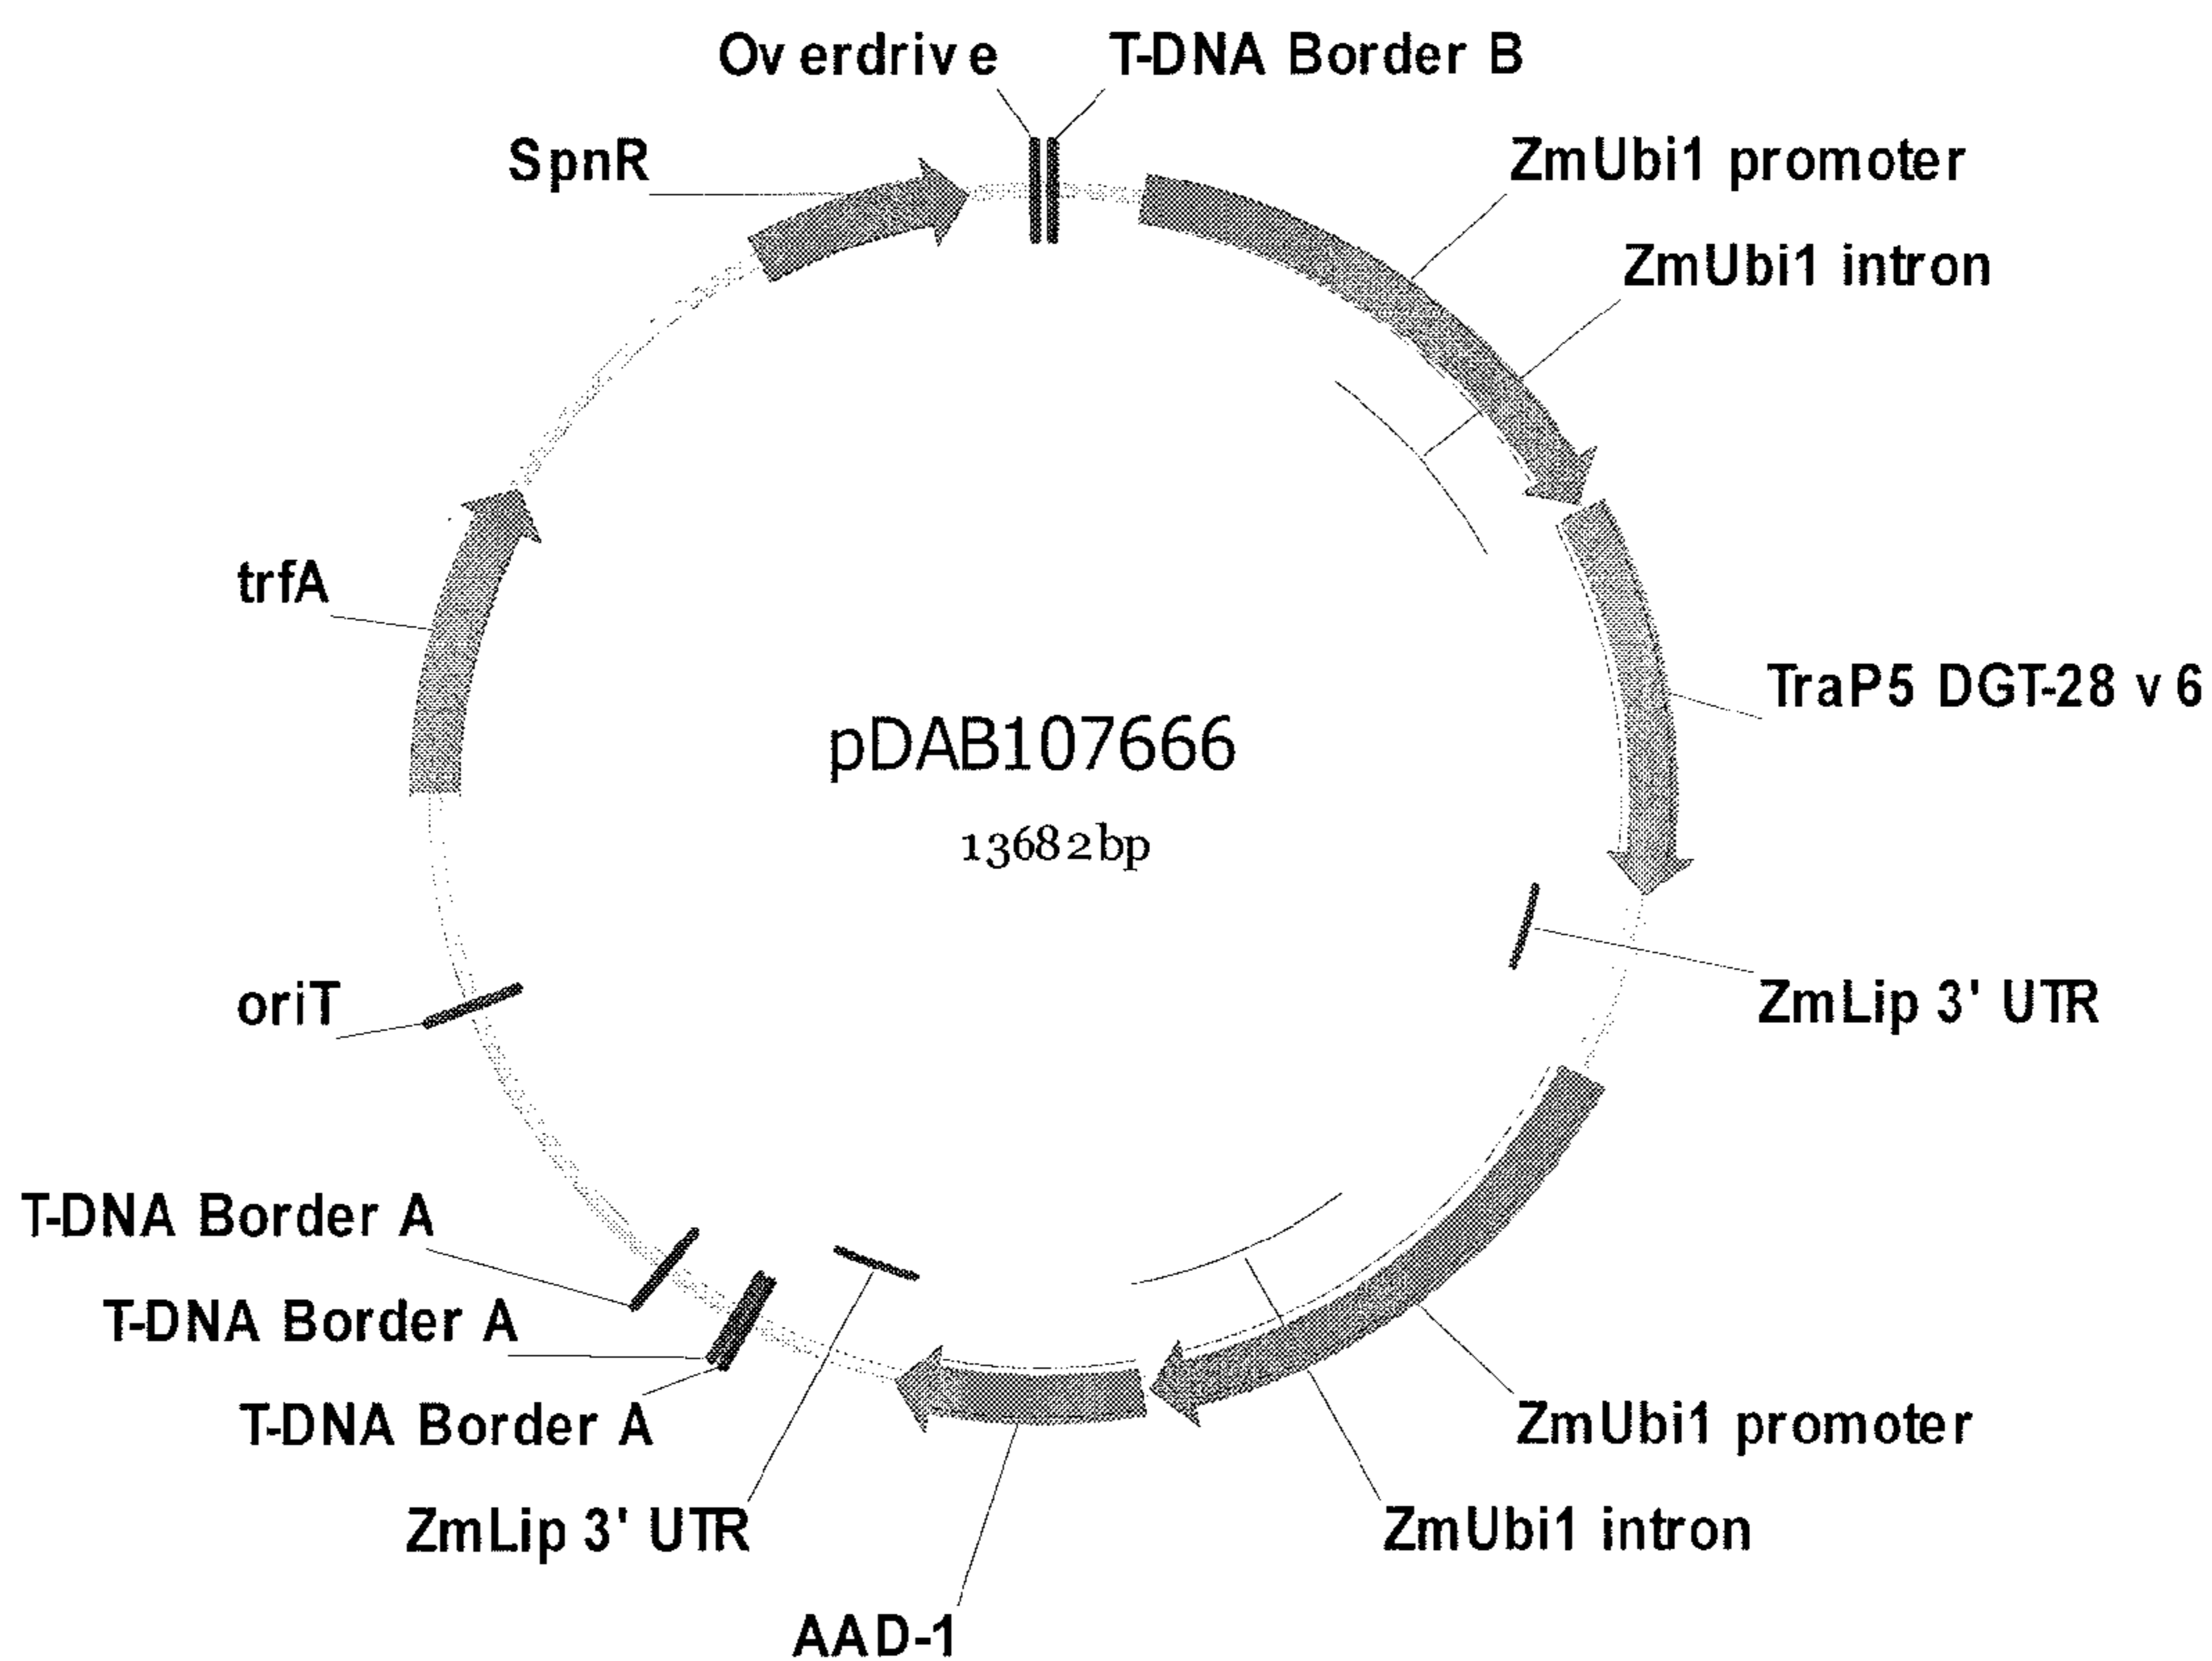 Overdrive
T-DNA Border B
SpnR
ZmUbi1 promoter
ZmUbi1 intron
trfA
TraP5 DGT-28 v6
pDAB107666
13682bp
oriT
ZmLip 3' UTR
T-DNA Border A
T-DNA Border A
T-DNA Border A
ZmUbi1 promoter
ZmLip 3' UTR
ZmUbi1 intron
AAD-1